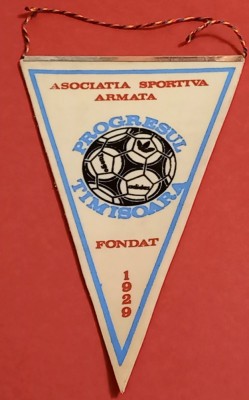 ASOCIATIA SPORTIVA
ARMATA
PROGRESUL
TIMISOARA
FONDAT
1929